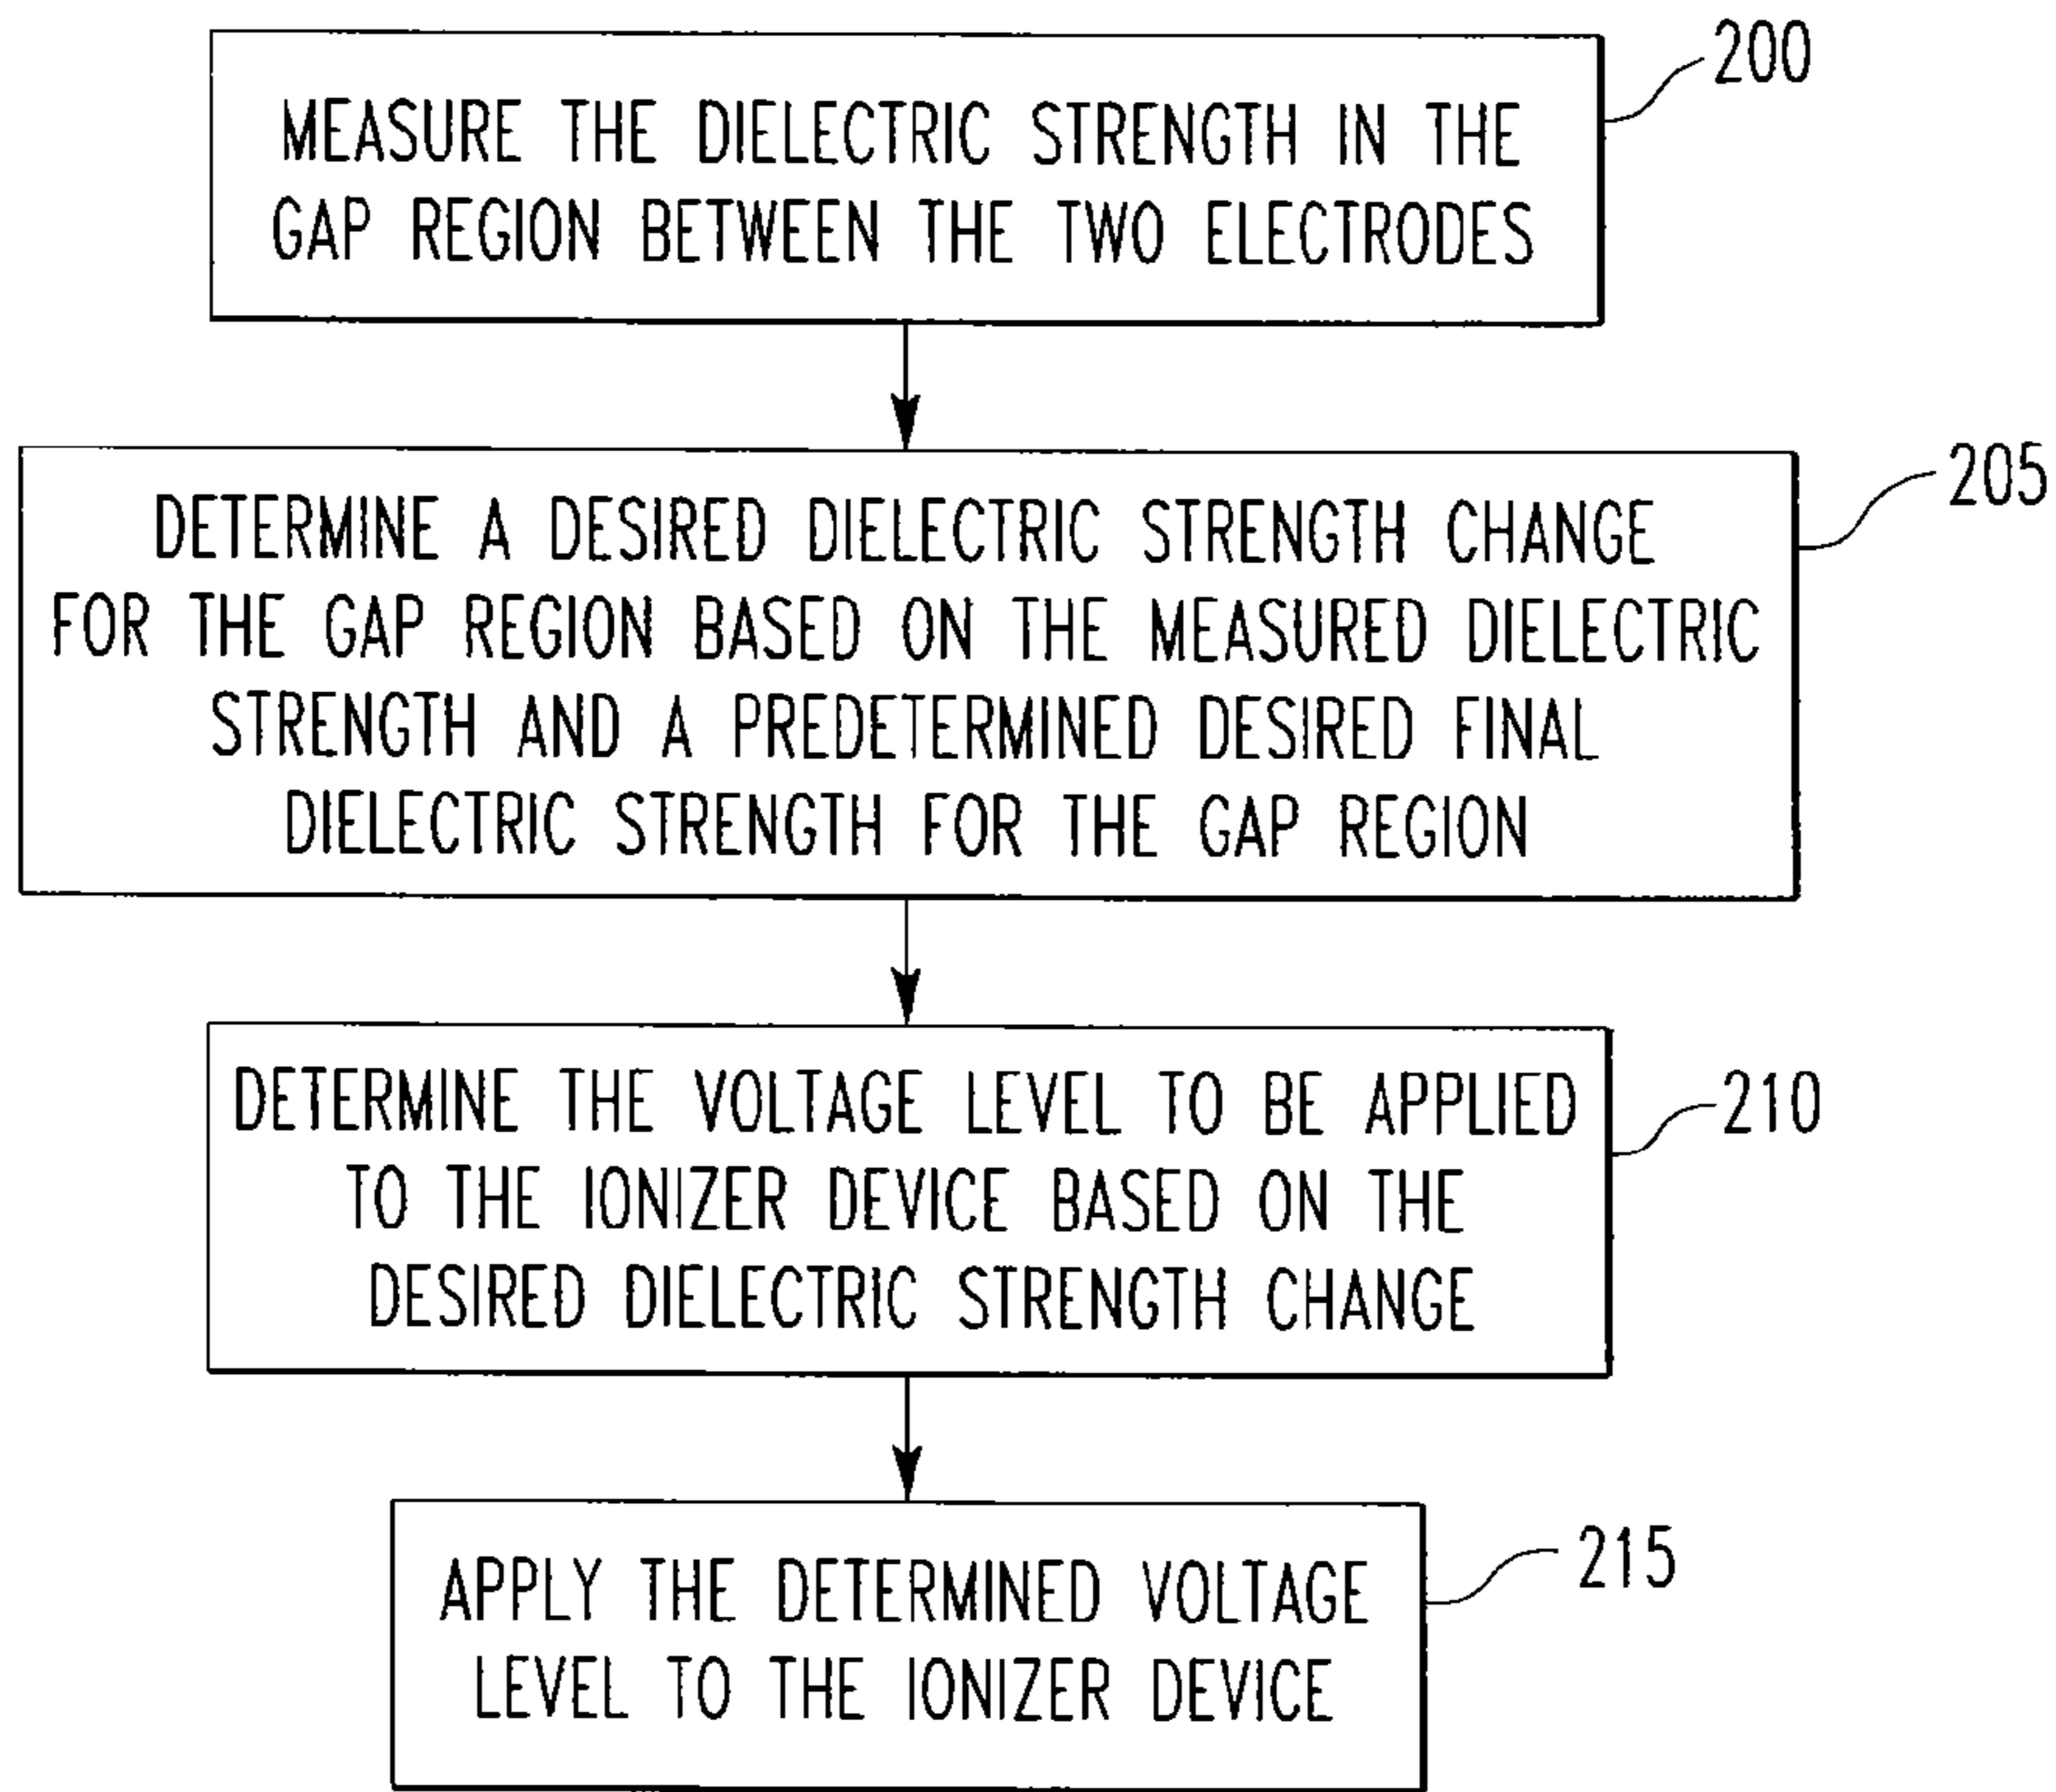 200
MEASURE THE DIELECTRIC STRENGTH IN THE
GAP REGION BETWEEN THE TWO ELECTRODES
205
DETERMINE A DESIRED DIELECTRIC STRENGTH CHANGE
FOR THE GAP REGION BASED ON THE MEASURED DIELECTRIC
STRENGTH AND A PREDETERMINED DESIRED FINAL
DIELECTRIC STRENGTH FOR THE GAP REGION
210
DETERMINE THE VOLTAGE LEVEL TO BE APPLIED
TO THE IONIZER DEVICE BASED ON THE
DESIRED DIELECTRIC STRENGTH CHANGE
215
APPLY THE DETERMINED VOLTAGE
LEVEL TO THE IONIZER DEVICE